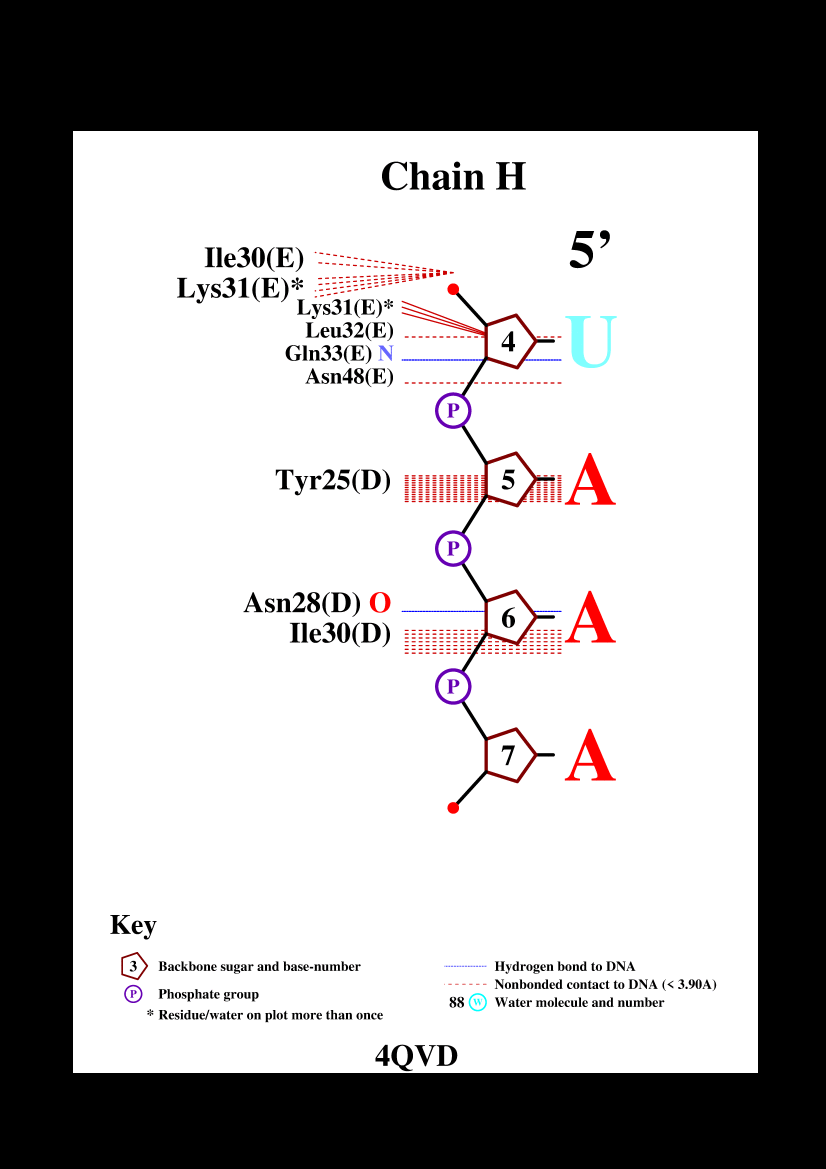 Chain H
5’
Ile30(E)
Lys31(E)*
Lys31(E)*
Leu32(E)
4
U
Gln33(E) N
Asn48(E)
P
Tyr25(D)
5
A
P
Asn28(D) O
6
A
Ile30(D)
P
7
A
Key
3 Backbone sugar and base-number
P Phosphate group
* Residue/water on plot more than once
Hydrogen bond to DNA
Nonbonded contact to DNA (< 3.90A)
88 W Water molecule and number
4QVD